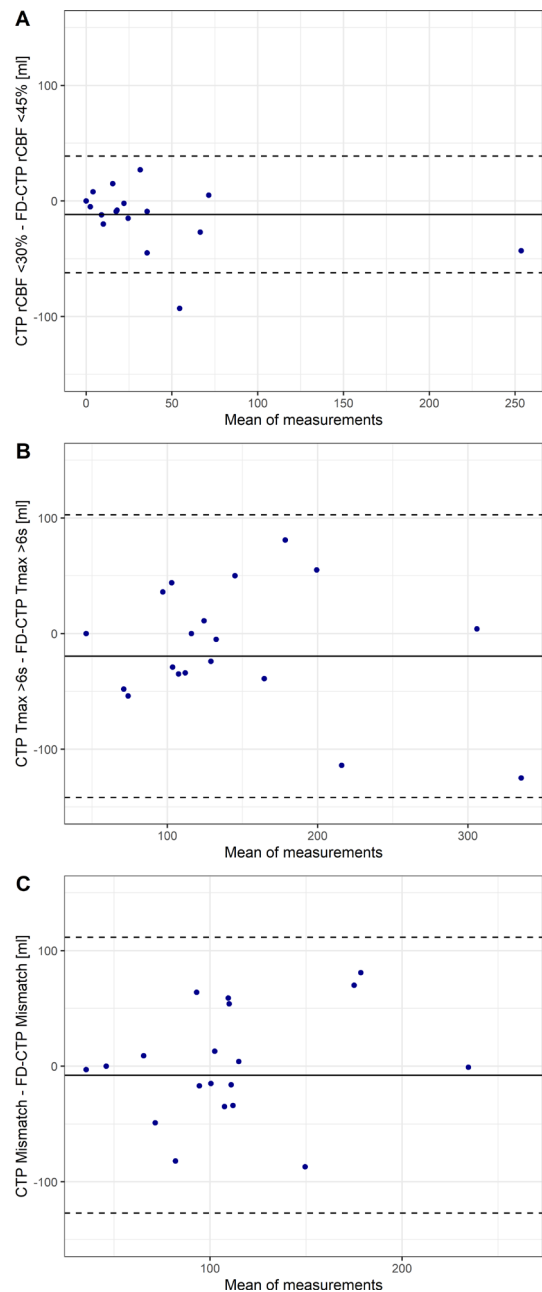 A
CTP rCBF <30% - FD-CTP rCBF <45% [ml]
100
0
-100
0
50
100
150
200
250
Mean of measurements
B
CTP Tmax >6s - FD-CTP Tmax >6s [ml]
100
0
-100
100
200
300
Mean of measurements
C
CTP Mismatch - FD-CTP Mismatch [ml]
100
0
-100
100
200
Mean of measurements